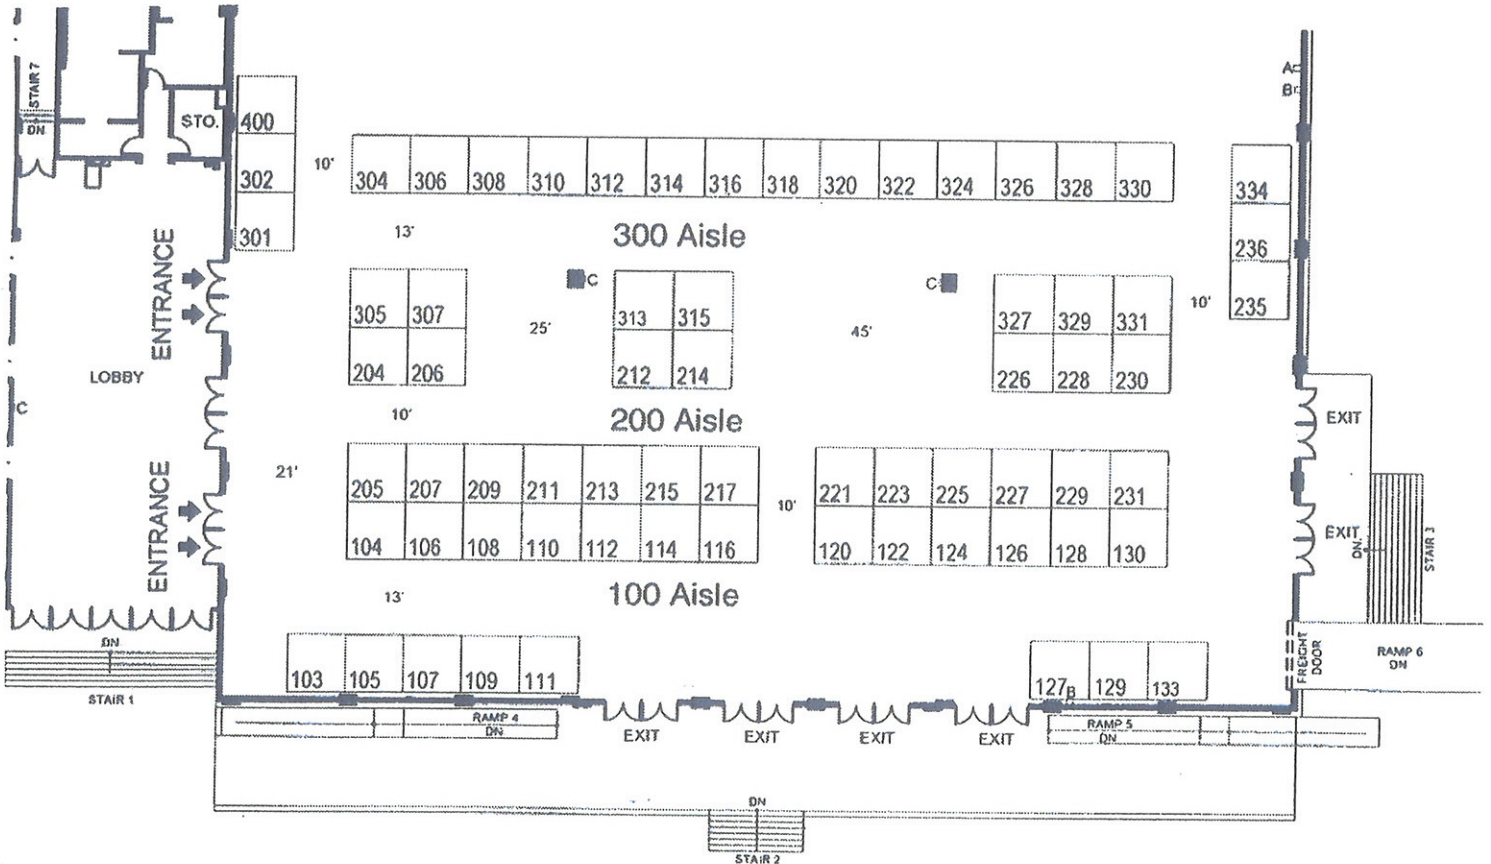 STAIR 7
DN
STO.
400
302
301
10'
304 306 308 310 312 314 316 318 320 322 324 326 328 330
A
B
334
236
235
13'
300 Aisle
ENTRANCE
C
C
305 307
25'
313 315
45'
327 329 331
10'
204 206
212 214
226 228 230
LOBBY
C
10'
200 Aisle
EXIT
21'
205 207 209 211 213 215 217
10'
221 223 225 227 229 231
ENTRANCE
104 106 108 110 112 114 116
120 122 124 126 128 130
EXIT
DN.
STAIR 3
13'
100 Aisle
DN
STAIR 1
103 105 107 109 111
127 B 129 133
FREIGHT DOOR
RAMP 6
DN
RAMP 4
DN
EXIT EXIT EXIT EXIT
RAMP 5
DN
DN
STAIR 2